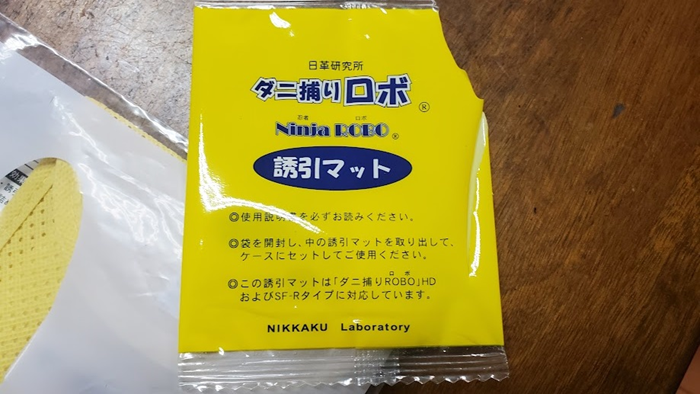 日革研究所
ダニ捕りロボ®
忍者 ロボ
Ninja ROBO®
誘引マット
◎使用説明書を必ずお読みください。
◎袋を開封し、中の誘引マットを取り出して、
ケースにセットしてご使用ください。
ロボ
◎この誘引マットは「ダニ捕りROBO」HD
およびSF-Rタイプに対応しています。
NIKKAKU Laboratory